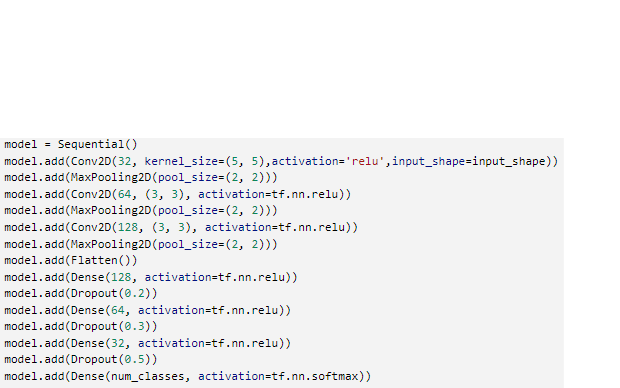 model = Sequential()
model.add(Conv2D(32, kernel_size=(5, 5),activation='relu',input_shape=input_shape))
model.add(MaxPooling2D(pool_size=(2, 2)))
model.add(Conv2D(64, (3, 3), activation=tf.nn.relu))
model.add(MaxPooling2D(pool_size=(2, 2)))
model.add(Conv2D(128, (3, 3), activation=tf.nn.relu))
model.add(MaxPooling2D(pool_size=(2, 2)))
model.add(Flatten())
model.add(Dense(128, activation=tf.nn.relu))
model.add(Dropout(0.2))
model.add(Dense(64, activation=tf.nn.relu))
model.add(Dropout(0.3))
model.add(Dense(32, activation=tf.nn.relu))
model.add(Dropout(0.5))
model.add(Dense(num_classes, activation=tf.nn.softmax))